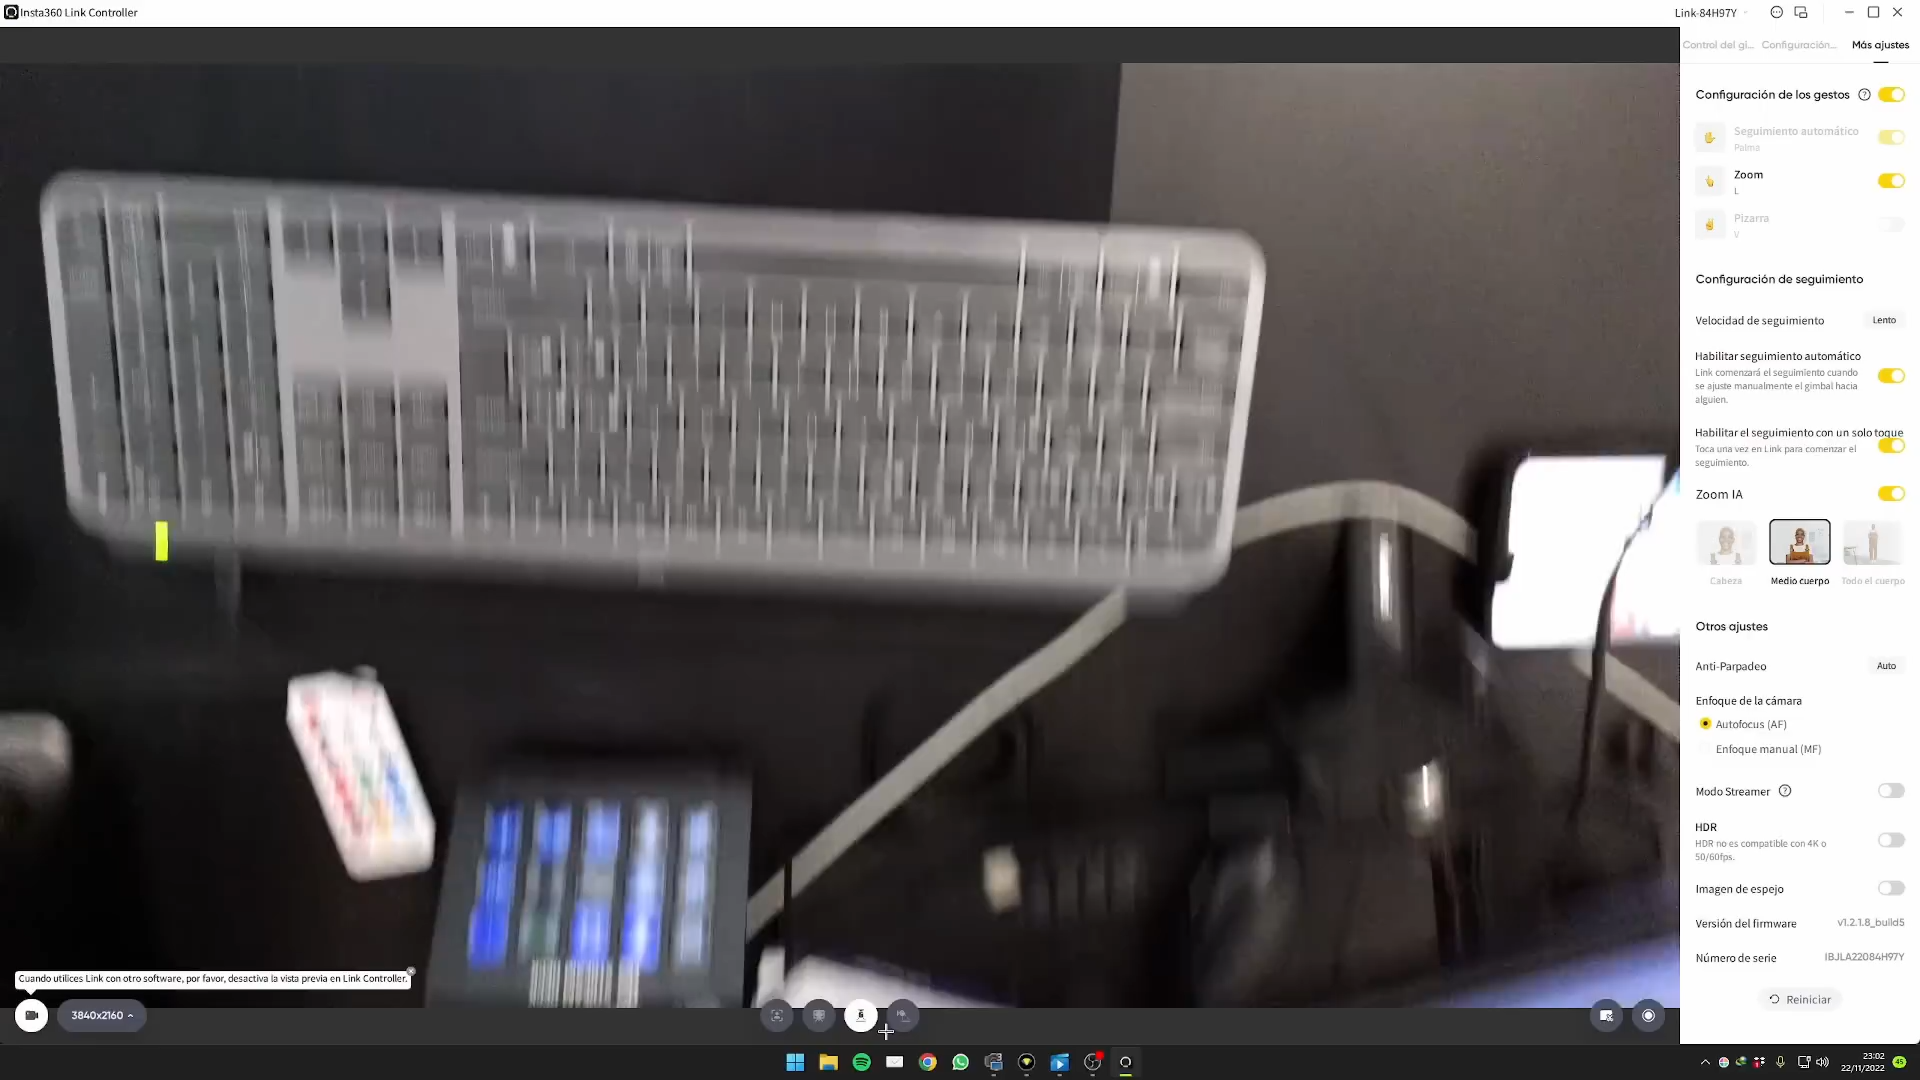 Insta360 Link Controller
Link-84H97Y
Control del gi...
Configuración...
Más ajustes
Configuración de los gestos
?
Seguimiento automático
Palma
Zoom
L
Pizarra
V
Configuración de seguimiento
Velocidad de seguimiento
Lento
Habilitar seguimiento automático
Link comenzará el seguimiento cuando
se ajuste manualmente el gimbal hacia
alguien.
Habilitar el seguimiento con un solo toque
Toca una vez en Link para comenzar el
seguimiento.
Zoom IA
Cabeza
Medio cuerpo
Todo el cuerpo
Otros ajustes
Anti-Parpadeo
Auto
Enfoque de la cámara
Autofocus (AF)
Enfoque manual (MF)
Modo Streamer
?
HDR
HDR no es compatible con 4K o
50/60fps.
Imagen de espejo
Versión del firmware
v1.2.1.8_build5
Número de serie
IBJLA22084H97Y
Reiniciar
Cuando utilices Link con otro software, por favor, desactiva la vista previa en Link Controller.
3840x2160
23:02
22/11/2022
45